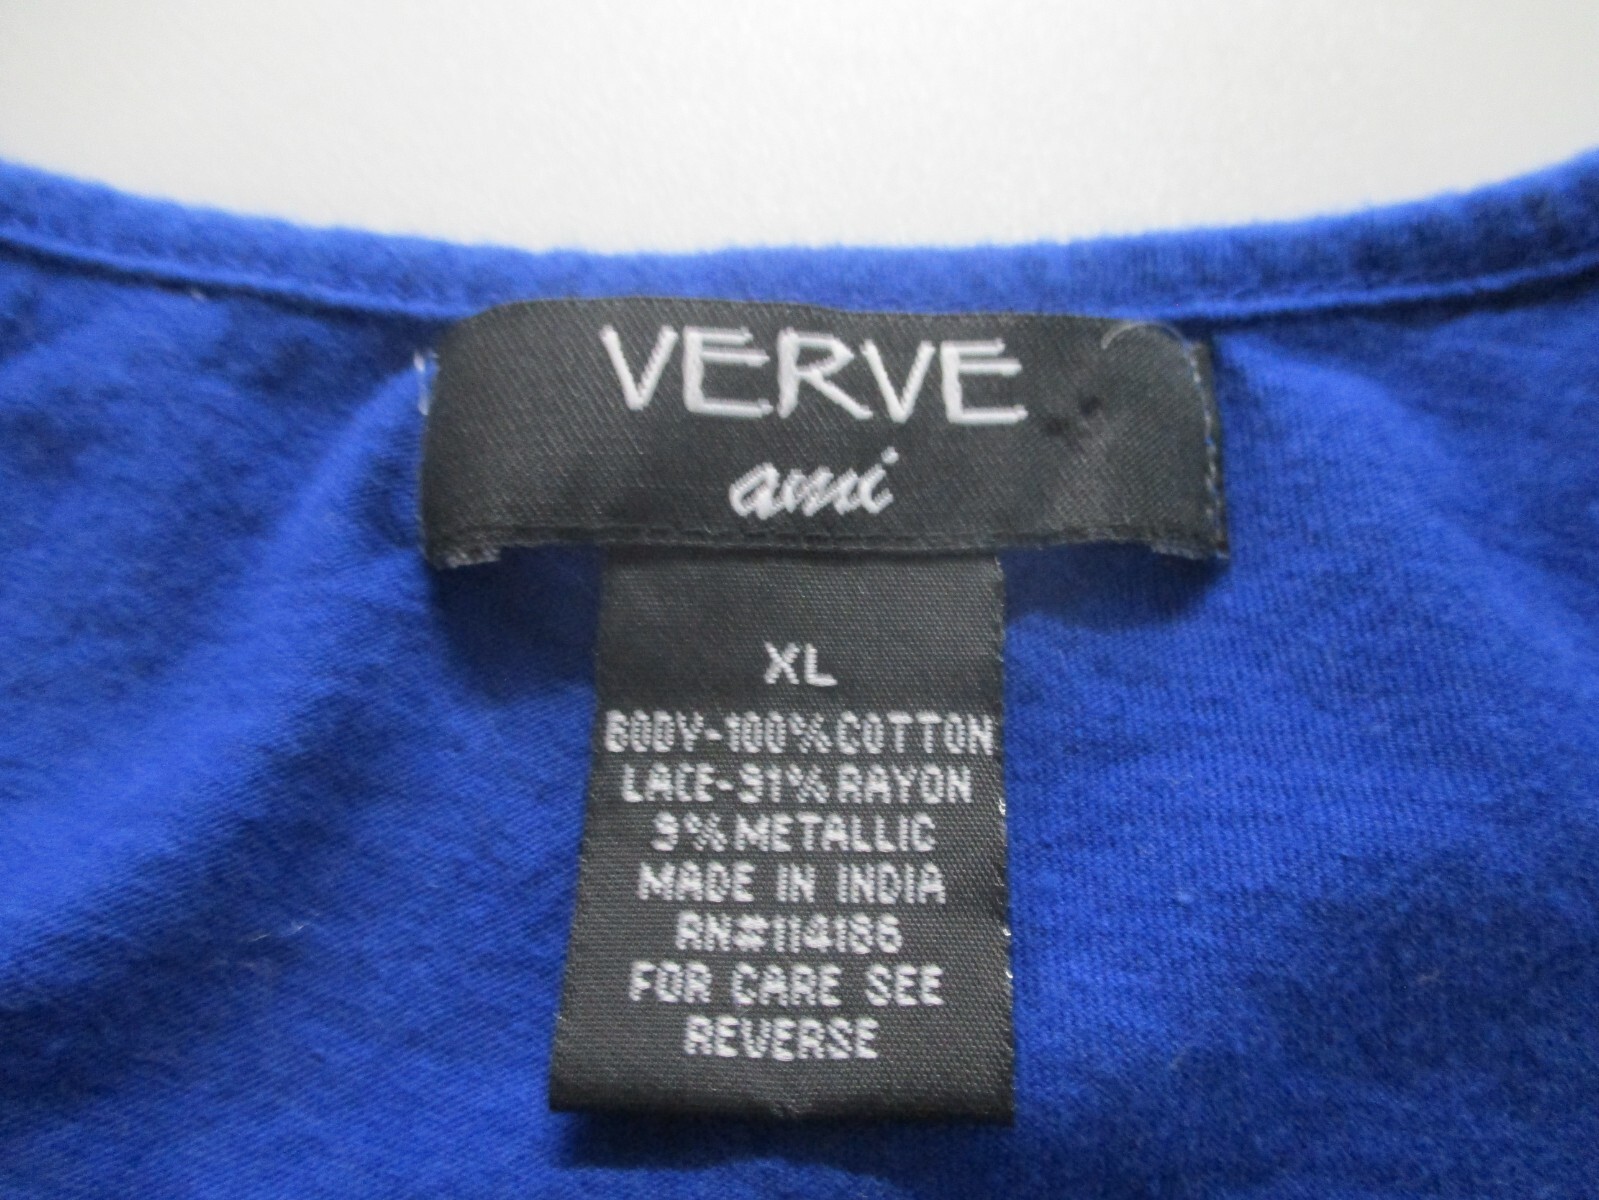 VERVE
ami
XL
BODY-100% COTTON
LACE-91% RAYON
9% METALLIC
MADE IN INDIA
RN#114186
FOR CARE SEE
REVERSE